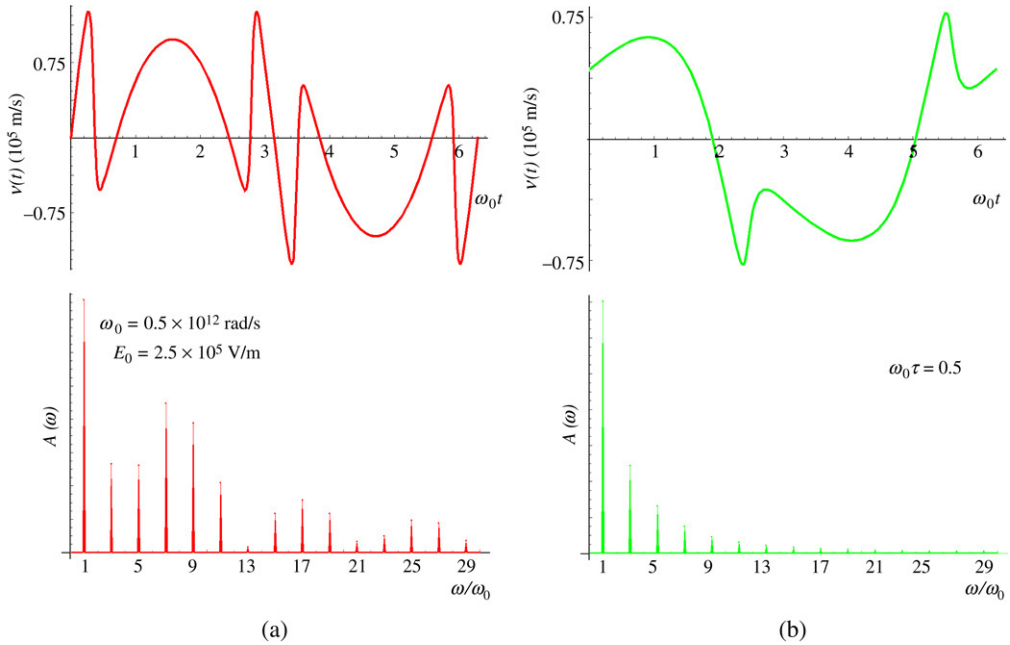 0.75
v(t) (10⁵ m/s)
1 2 3 4 5 6
ω₀t
−0.75
0.75
v(t) (10⁵ m/s)
1 2 3 4 5 6
ω₀t
−0.75
ω₀ = 0.5 × 10¹² rad/s
E₀ = 2.5 × 10⁵ V/m
A (ω)
1 5 9 13 17 21 25 29
ω/ω₀
ω₀τ = 0.5
A (ω)
1 5 9 13 17 21 25 29
ω/ω₀
(a) (b)